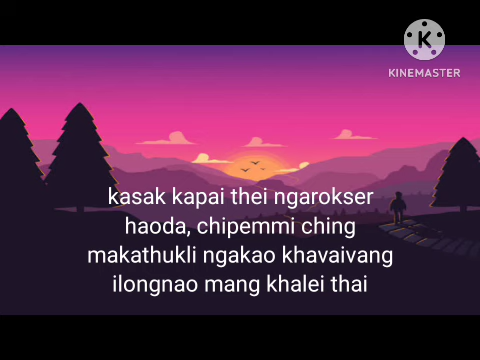 KINEMASTER
kasak kapai thei ngarokser
haoda, chipemmi ching
makathukli ngakao khavaivang
ilongnao mang khalei thai